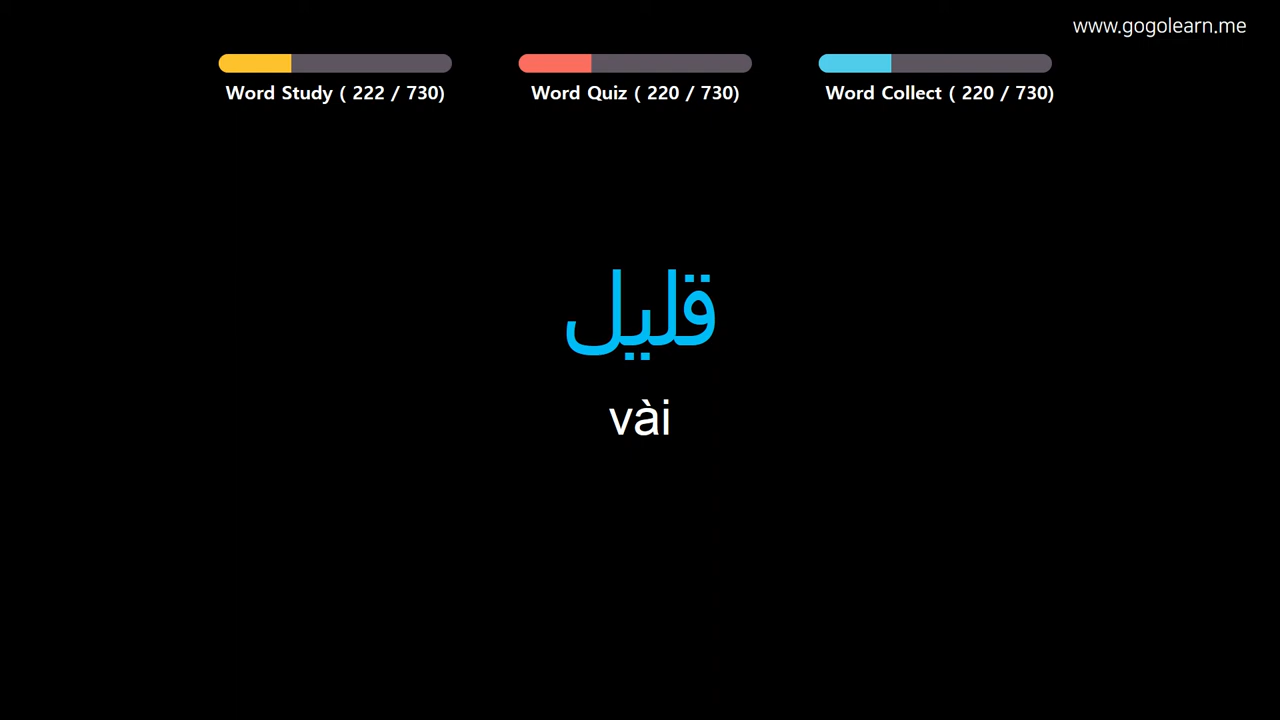 www.gogolearn.me
Word Study ( 222 / 730)
Word Quiz ( 220 / 730)
Word Collect ( 220 / 730)
قليل
vài